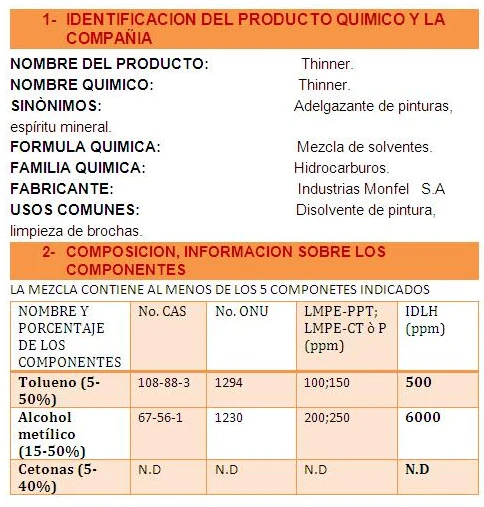 1- IDENTIFICACION DEL PRODUCTO QUIMICO Y LA
COMPAÑIA
NOMBRE DEL PRODUCTO: Thinner.
NOMBRE QUIMICO: Thinner.
SINÒNIMOS: Adelgazante de pinturas,
espíritu mineral.
FORMULA QUIMICA: Mezcla de solventes.
FAMILIA QUIMICA: Hidrocarburos.
FABRICANTE: Industrias Monfel S.A
USOS COMUNES: Disolvente de pintura,
limpieza de brochas.
2- COMPOSICION, INFORMACION SOBRE LOS
COMPONENTES
LA MEZCLA CONTIENE AL MENOS DE LOS 5 COMPONETES INDICADOS
NOMBRE Y No. CAS No. ONU LMPE-PPT; IDLH
PORCENTAJE LMPE-CT ò P (ppm)
DE LOS (ppm)
COMPONENTES
Tolueno (5- 108-88-3 1294 100;150 500
50%)
Alcohol 67-56-1 1230 200;250 6000
metílico
(15-50%)
Cetonas (5- N.D N.D N.D N.D
40%)